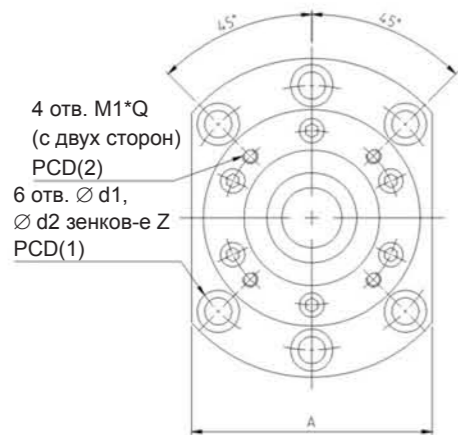 45°
45°
4 отв. M1*Q
(с двух сторон)
PCD(2)
6 отв. ∅ d1,
∅ d2 зенков-е Z
PCD(1)
A